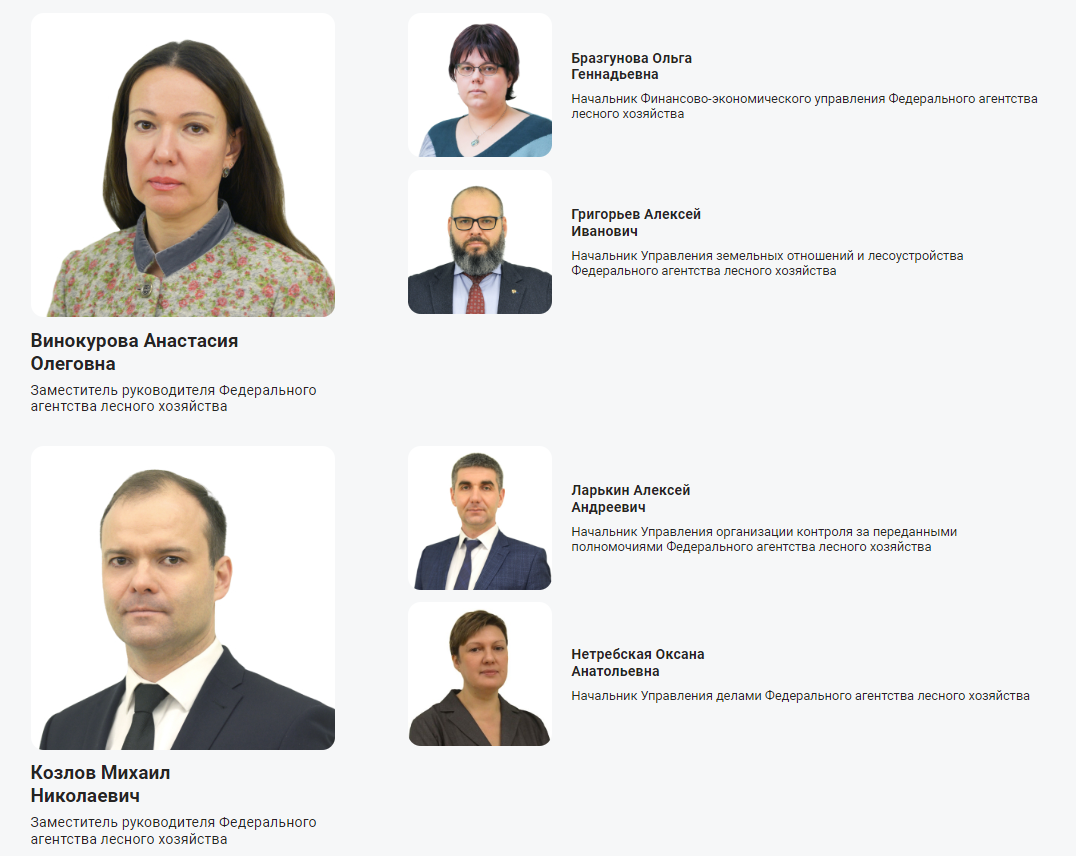 Бразгунова Ольга
Геннадьевна
Начальник Финансово-экономического управления Федерального агентства
лесного хозяйства
Григорьев Алексей
Иванович
Начальник Управления земельных отношений и лесоустройства
Федерального агентства лесного хозяйства
Винокурова Анастасия
Олеговна
Заместитель руководителя Федерального
агентства лесного хозяйства
Ларькин Алексей
Андреевич
Начальник Управления организации контроля за переданными
полномочиями Федерального агентства лесного хозяйства
Нетребская Оксана
Анатольевна
Начальник Управления делами Федерального агентства лесного хозяйства
Козлов Михаил
Николаевич
Заместитель руководителя Федерального
агентства лесного хозяйства